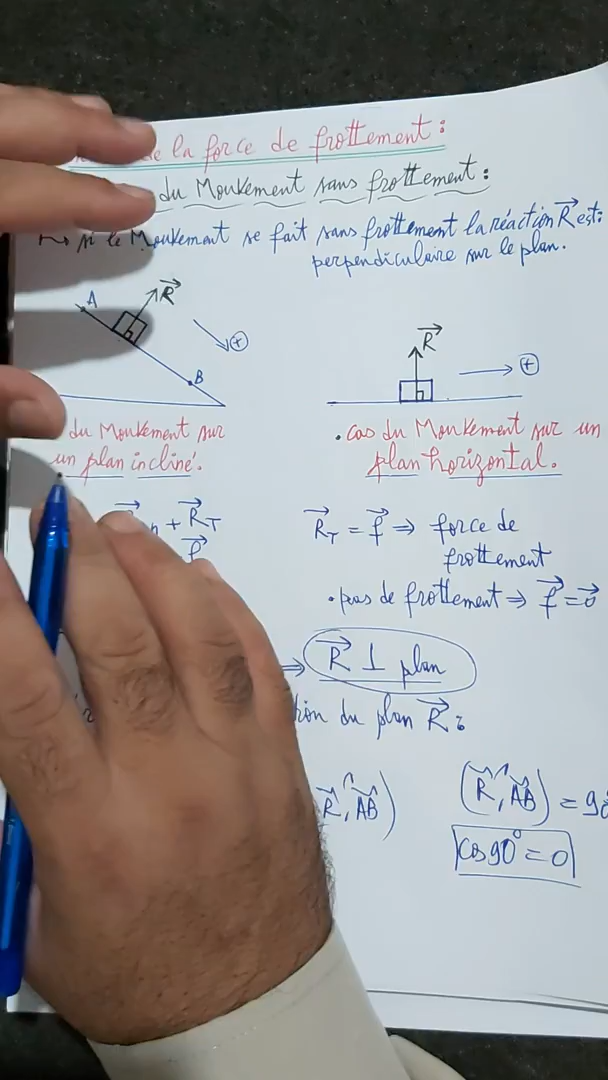 de la force de frottement:
du Mouvement sans frottement:
si le Mouvement se fait sans frottement la réaction R est:
perpendiculaire sur le plan.
A R +
B
R +
du Mouvement sur
un plan incliné.
. cas du Mouvement sur un
plan horizontal.
+ R_T
f
R_T = f ⇒ force de
frottement
. pas de frottement ⇒ f = 0
⇒ R ⊥ plan
du plan R
R, AB)
(R, AB) = 90
cos 90° = 0